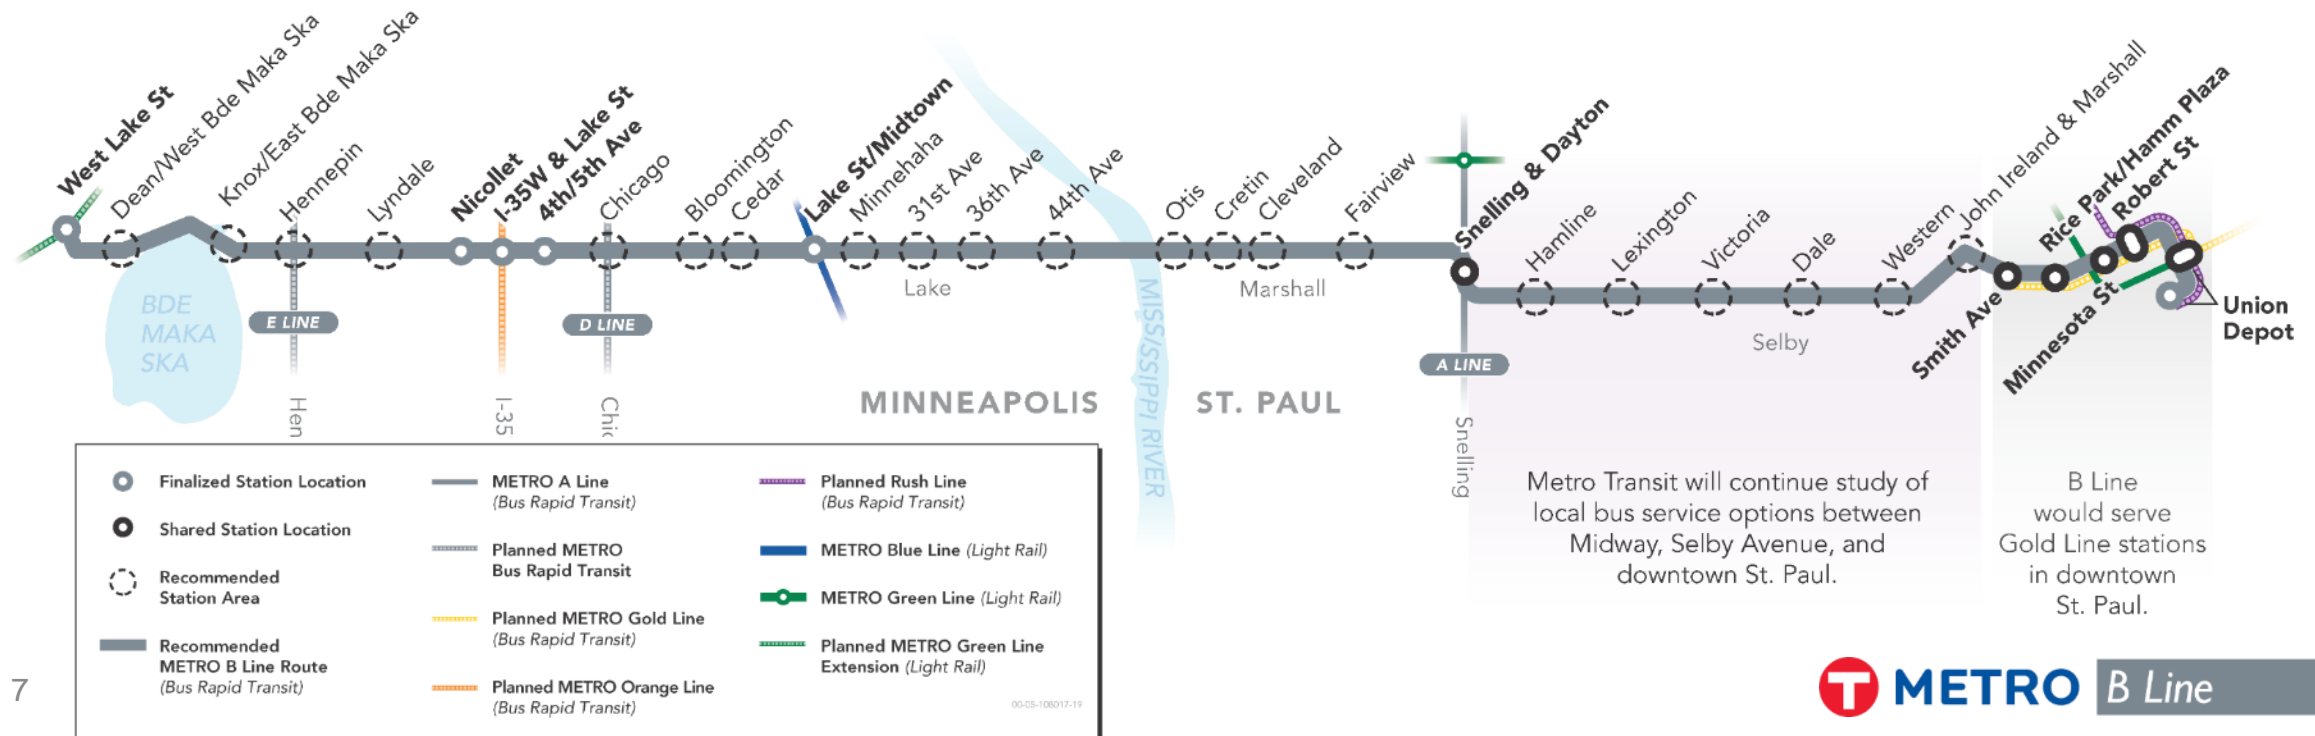 West Lake St
Dean/West Bde Maka Ska
Knox/East Bde Maka Ska
Hennepin
Lyndale
Nicollet
I-35W & Lake St
4th/5th Ave
Chicago
Bloomington
Cedar
Lake St/Midtown
Minnehaha
31st Ave
36th Ave
44th Ave
Otis
Cretin
Cleveland
Fairview
Snelling & Dayton
Hamline
Lexington
Victoria
Dale
Western
John Ireland & Marshall
Smith Ave
Rice Park/Hamm Plaza
Minnesota St
Robert St
Union
Depot
Lake
Marshall
Selby
BDE
MAKA
SKA
E LINE
D LINE
A LINE
Hen
I-35
Chic
Snelling
MINNEAPOLIS
MISSISSIPPI RIVER
ST. PAUL
Metro Transit will continue study of
local bus service options between
Midway, Selby Avenue, and
downtown St. Paul.
B Line
would serve
Gold Line stations
in downtown
St. Paul.
Finalized Station Location
Shared Station Location
Recommended
Station Area
Recommended
METRO B Line Route
(Bus Rapid Transit)
METRO A Line
(Bus Rapid Transit)
Planned METRO
Bus Rapid Transit
Planned METRO Gold Line
(Bus Rapid Transit)
Planned METRO Orange Line
(Bus Rapid Transit)
Planned Rush Line
(Bus Rapid Transit)
METRO Blue Line (Light Rail)
METRO Green Line (Light Rail)
Planned METRO Green Line
Extension (Light Rail)
00-05-108017-19
7
T METRO B Line